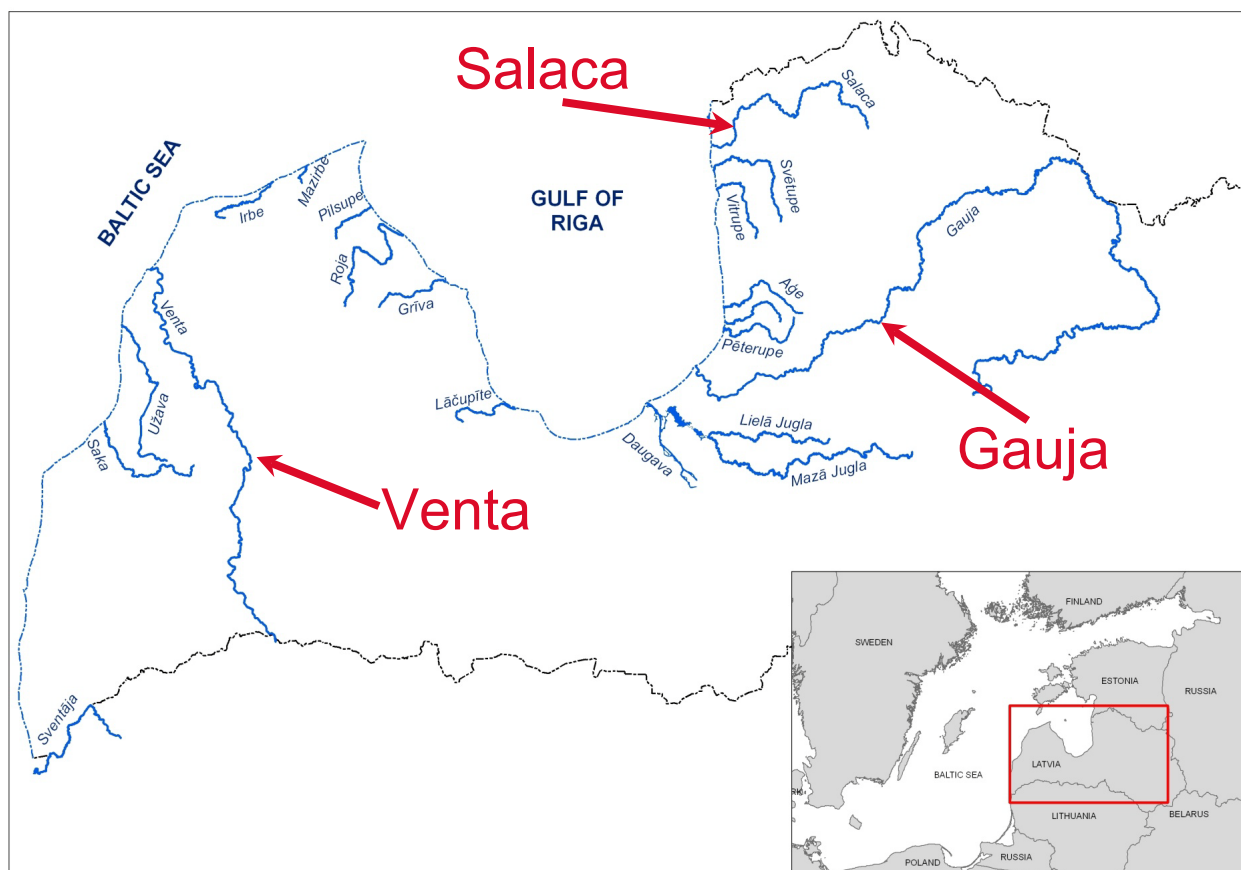 Salaca
Salaca
BALTIC SEA
Mazirbe
Irbe
Pilsupe
GULF OF
RIGA
Svētupe
Vitrupe
Gauja
Roja
Grīva
Venta
Aģe
Pēterupe
Užava
Saka
Lāčupīte
Daugava
Lielā Jugla
Mazā Jugla
Gauja
Venta
Sventāja
FINLAND
SWEDEN
ESTONIA
RUSSIA
LATVIA
BALTIC SEA
RK
LITHUANIA
BELARUS
RUSSIA
POLAND